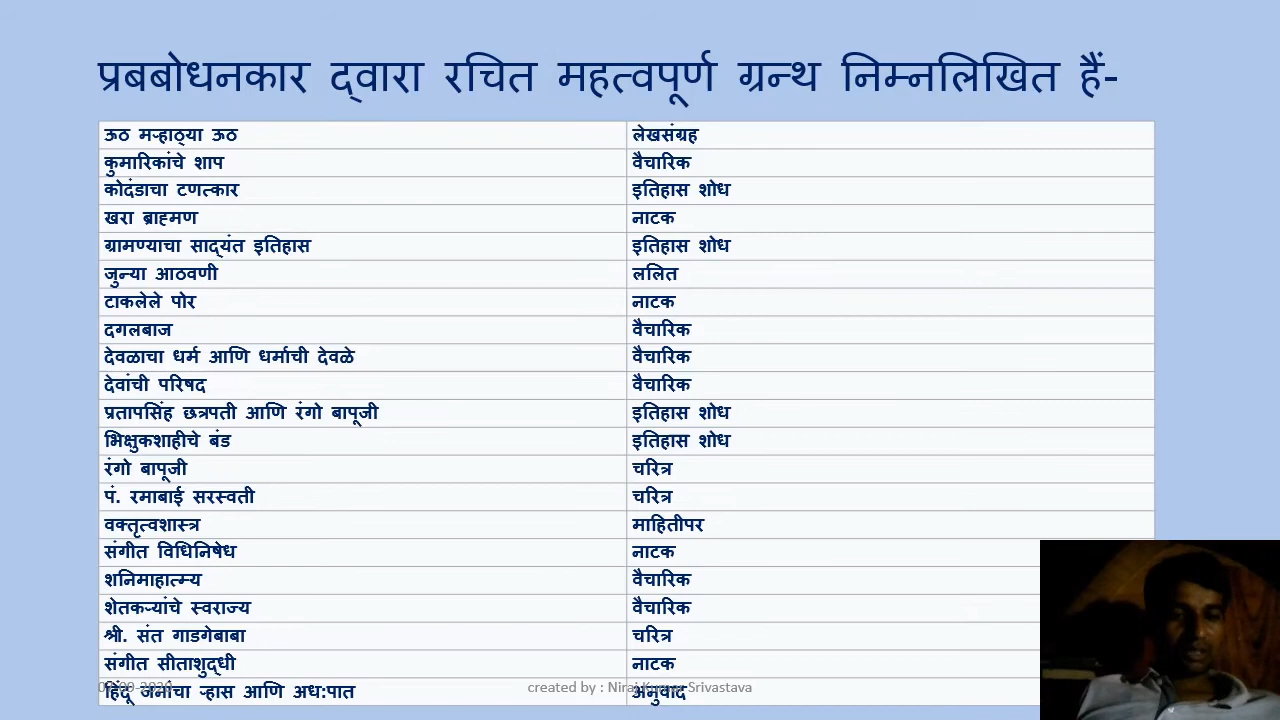 प्रबबोधनकार द्वारा रचित महत्वपूर्ण ग्रन्थ निम्नलिखित हैं-
ऊठ मऱ्हाठ्या ऊठ लेखसंग्रह
कुमारिकांचे शाप वैचारिक
कोदंडाचा टणत्कार इतिहास शोध
खरा ब्राह्मण नाटक
ग्रामण्याचा साद्यंत इतिहास इतिहास शोध
जुन्या आठवणी ललित
टाकलेले पोर नाटक
दगलबाज वैचारिक
देवळाचा धर्म आणि धर्माची देवळे वैचारिक
देवांची परिषद वैचारिक
प्रतापसिंह छत्रपती आणि रंगो बापूजी इतिहास शोध
भिक्षुकशाहीचे बंड इतिहास शोध
रंगो बापूजी चरित्र
पं. रमाबाई सरस्वती चरित्र
वक्तृत्वशास्त्र माहितीपर
संगीत विधिनिषेध नाटक
शनिमाहात्म्य वैचारिक
शेतकऱ्यांचे स्वराज्य वैचारिक
श्री. संत गाडगेबाबा चरित्र
संगीत सीताशुद्धी नाटक
हिंदू जनांचा ऱ्हास आणि अध:पात अनुवाद
created by : Niraj Kumar Srivastava